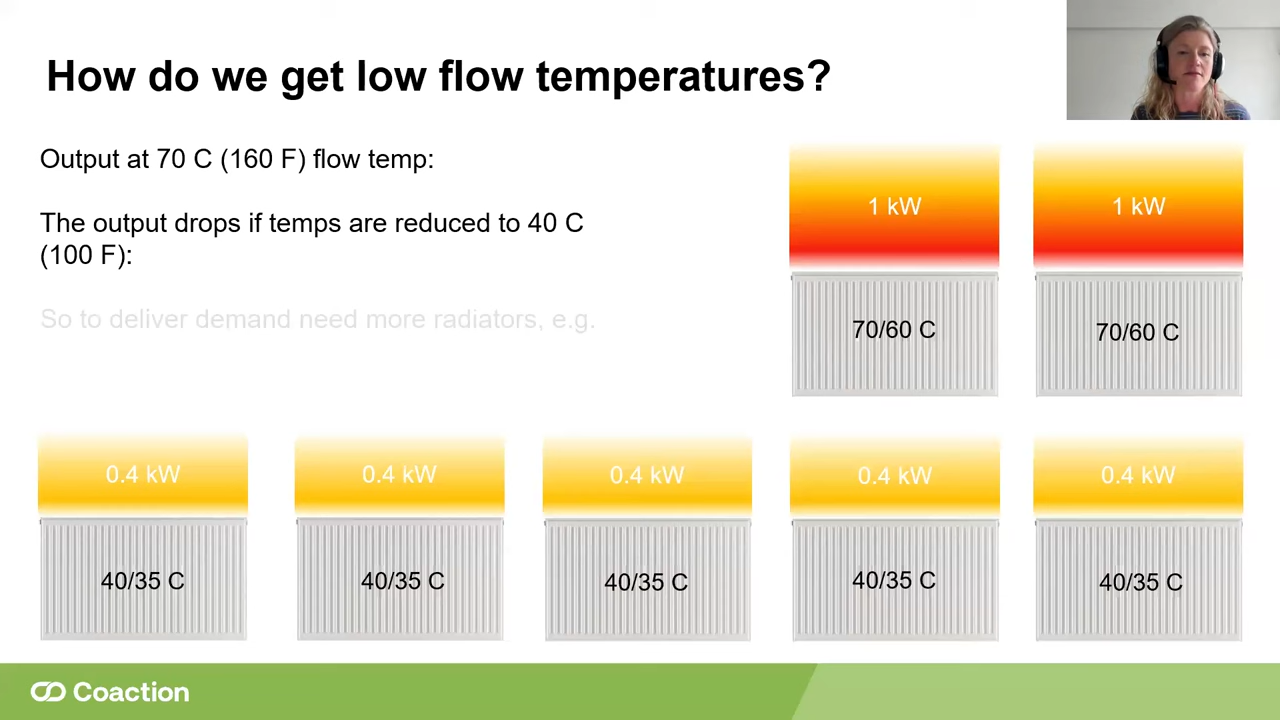 How do we get low flow temperatures?
Output at 70 C (160 F) flow temp:
The output drops if temps are reduced to 40 C
(100 F):
So to deliver demand need more radiators, e.g.
1 kW
1 kW
70/60 C
70/60 C
0.4 kW
0.4 kW
0.4 kW
0.4 kW
0.4 kW
40/35 C
40/35 C
40/35 C
40/35 C
40/35 C
Coaction